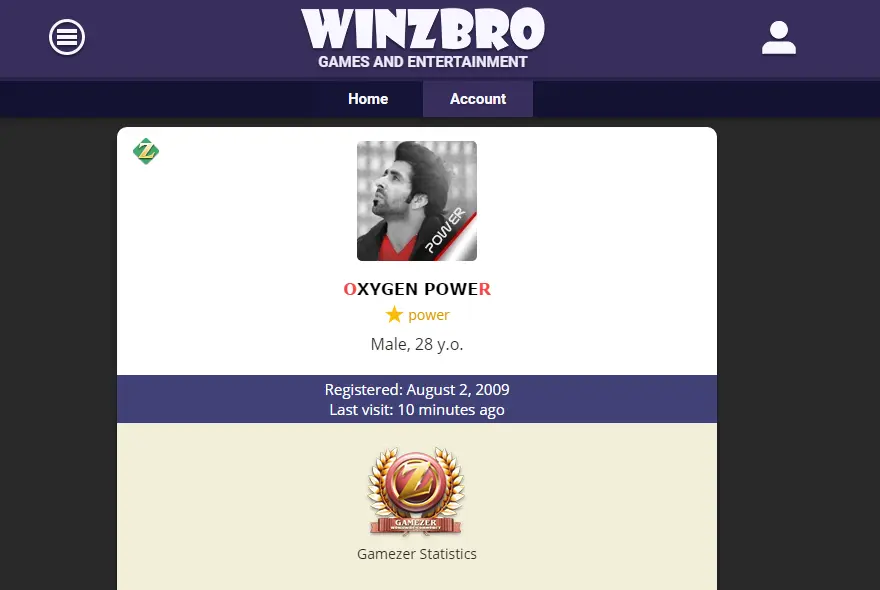 WINZBRO
GAMES AND ENTERTAINMENT
Home
Account
Z
POWER
OXYGEN POWER
power
Male, 28 y.o.
Registered: August 2, 2009
Last visit: 10 minutes ago
Z
GAMEZER
Gamezer Statistics